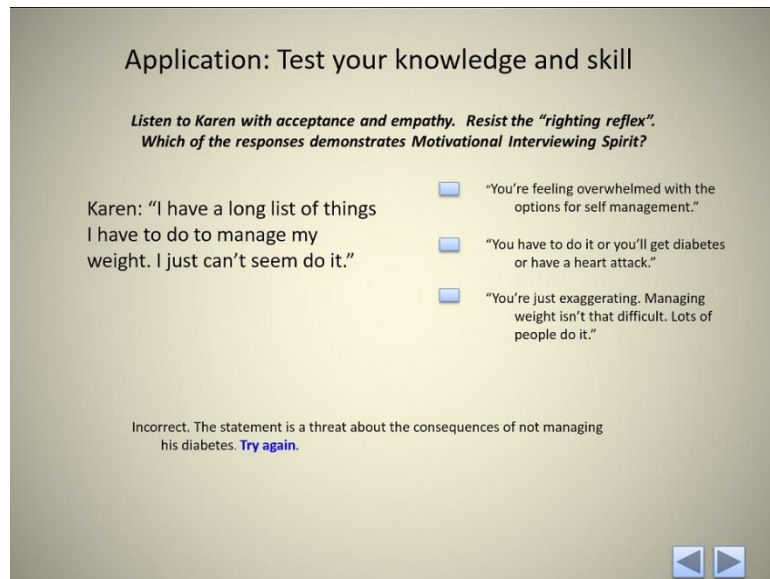 Application: Test your knowledge and skill
Listen to Karen with acceptance and empathy. Resist the “righting reflex”.
Which of the responses demonstrates Motivational Interviewing Spirit?
Karen: “I have a long list of things
I have to do to manage my
weight. I just can’t seem do it.”
“You’re feeling overwhelmed with the
options for self management.”
“You have to do it or you’ll get diabetes
or have a heart attack.”
“You’re just exaggerating. Managing
weight isn’t that difficult. Lots of
people do it.”
Incorrect. The statement is a threat about the consequences of not managing
his diabetes. Try again.